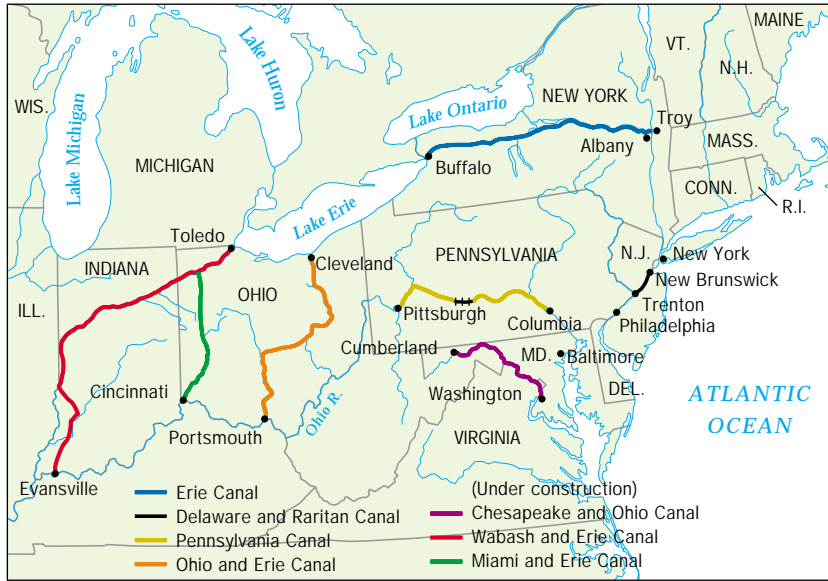 MAINE
VT.
N.H.
WIS.
Lake Michigan
Lake Huron
Lake Ontario
NEW YORK
Troy
Albany
MASS.
MICHIGAN
Buffalo
CONN.
R.I.
Lake Erie
Toledo
Cleveland
PENNSYLVANIA
N.J.
New York
INDIANA
New Brunswick
ILL.
OHIO
Pittsburgh
Columbia
Trenton
Philadelphia
Cumberland
MD.
Baltimore
Cincinnati
Ohio R.
Washington
DEL.
ATLANTIC
OCEAN
Portsmouth
VIRGINIA
Evansville
Erie Canal
Delaware and Raritan Canal
Pennsylvania Canal
Ohio and Erie Canal
(Under construction)
Chesapeake and Ohio Canal
Wabash and Erie Canal
Miami and Erie Canal